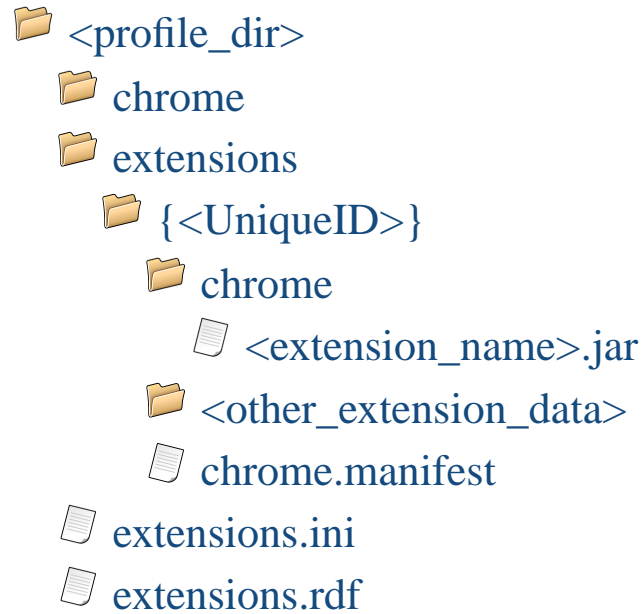 <profile_dir>
chrome
extensions
{<UniqueID>}
chrome
<extension_name>.jar
<other_extension_data>
chrome.manifest
extensions.ini
extensions.rdf